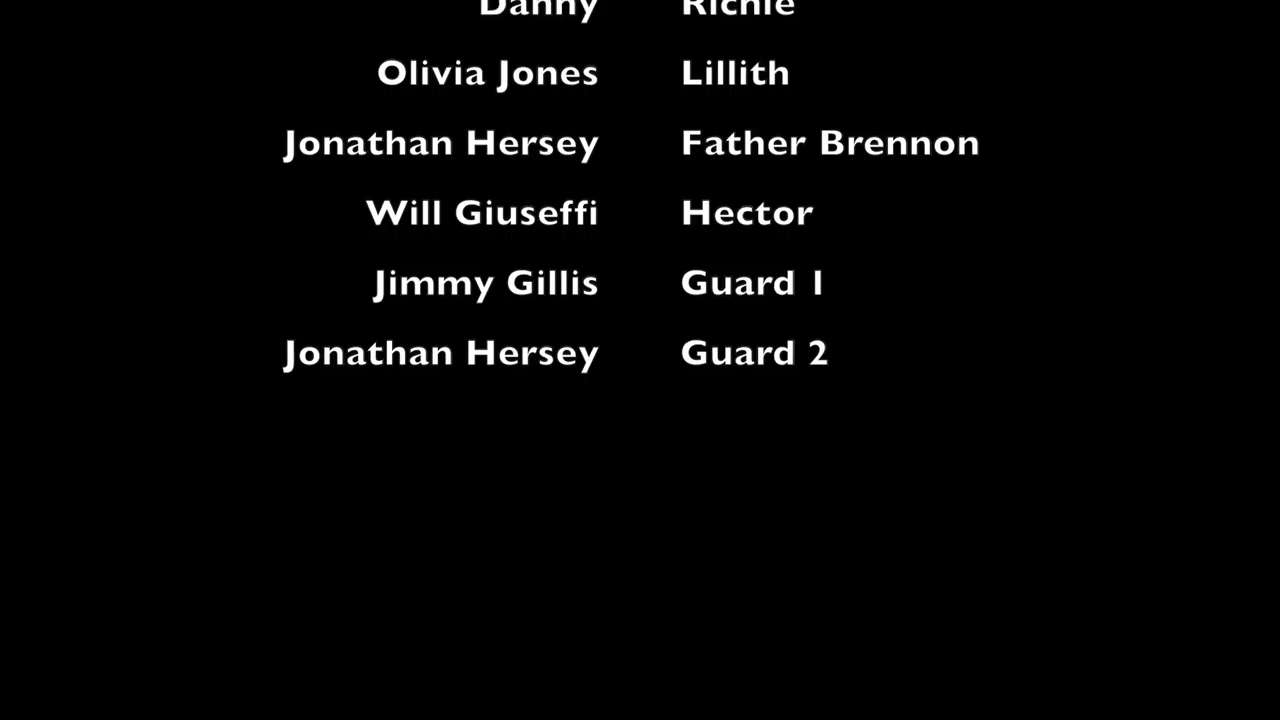 Danny Richie
Olivia Jones Lillith
Jonathan Hersey Father Brennon
Will Giuseffi Hector
Jimmy Gillis Guard 1
Jonathan Hersey Guard 2